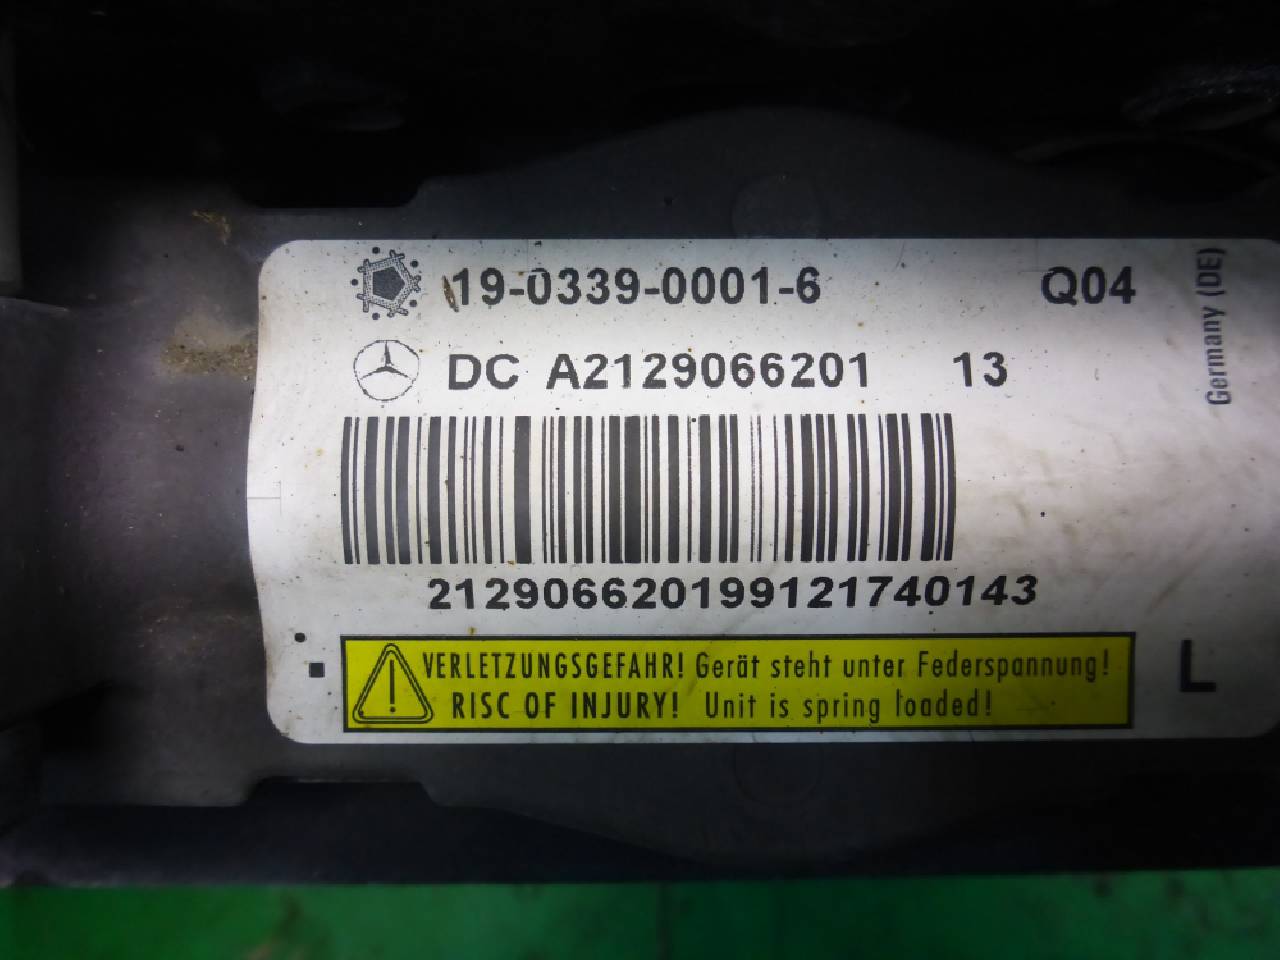 19-0339-0001-6 Q04
Germany (DE)
DC A2129066201 13
212906620199121740143
VERLETZUNGSGEFAHR! Gerät steht unter Federspannung!
RISC OF INJURY! Unit is spring loaded!
L